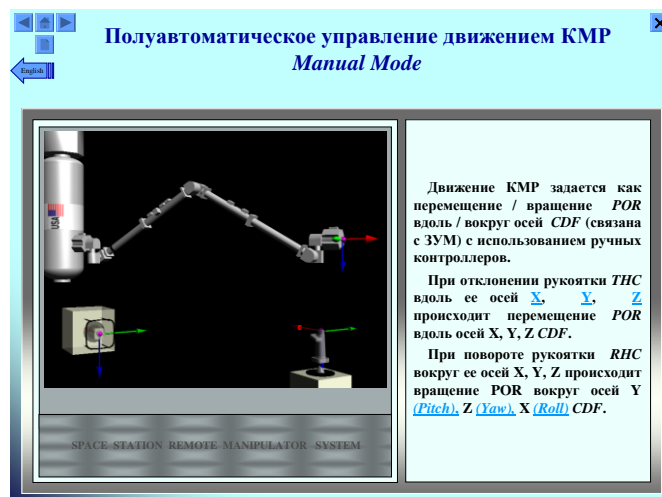 Полуавтоматическое управление движением КМР
Manual Mode
English
USA
Движение КМР задается как
перемещение / вращение POR
вдоль / вокруг осей CDF (связана
с ЗУМ) с использованием ручных
контроллеров.
При отклонении рукоятки THC
вдоль ее осей X, Y, Z
происходит перемещение POR
вдоль осей X, Y, Z CDF.
При повороте рукоятки RHC
вокруг ее осей X, Y, Z происходит
вращение POR вокруг осей Y
(Pitch), Z (Yaw), X (Roll) CDF.
SPACE STATION REMOTE MANIPULATOR SYSTEM